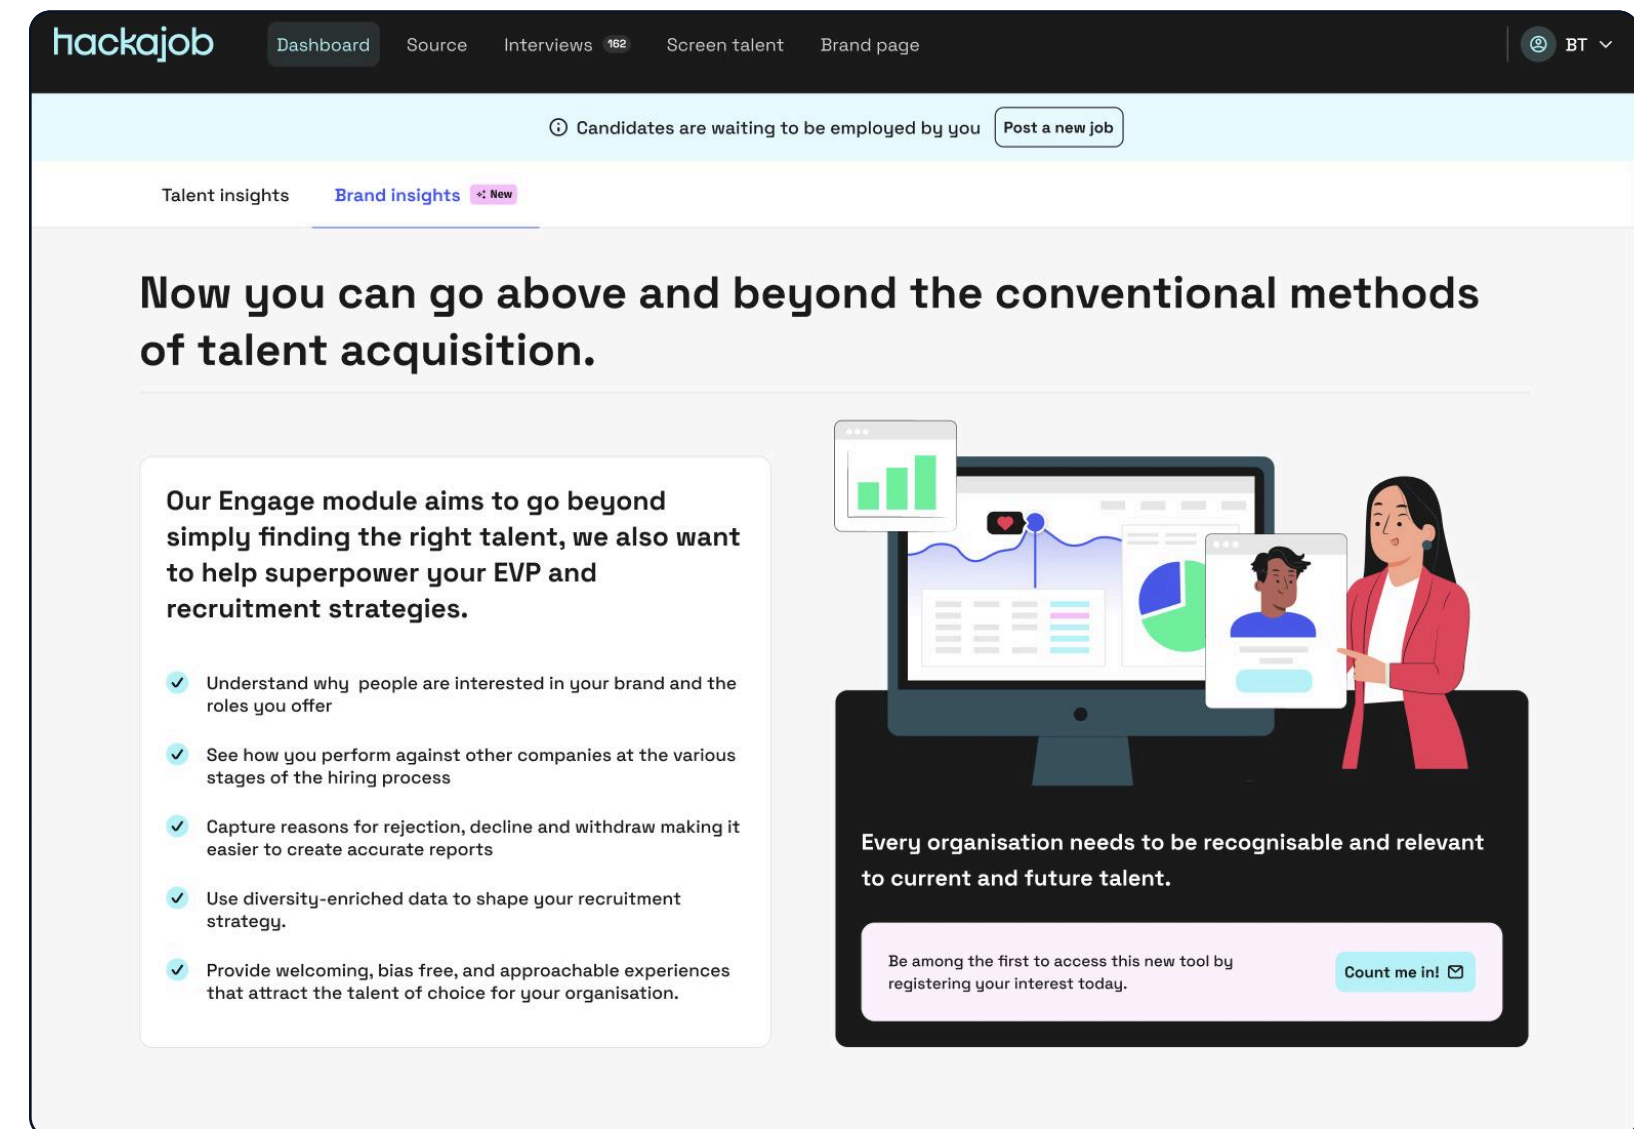 hackajob
Dashboard
Source
Interviews 162
Screen talent
Brand page
BT
Candidates are waiting to be employed by you
Post a new job
Talent insights
Brand insights
New
Now you can go above and beyond the conventional methods
of talent acquisition.
Our Engage module aims to go beyond
simply finding the right talent, we also want
to help superpower your EVP and
recruitment strategies.
Understand why people are interested in your brand and the
roles you offer
See how you perform against other companies at the various
stages of the hiring process
Capture reasons for rejection, decline and withdraw making it
easier to create accurate reports
Use diversity-enriched data to shape your recruitment
strategy.
Provide welcoming, bias free, and approachable experiences
that attract the talent of choice for your organisation.
Every organisation needs to be recognisable and relevant
to current and future talent.
Be among the first to access this new tool by
registering your interest today.
Count me in!